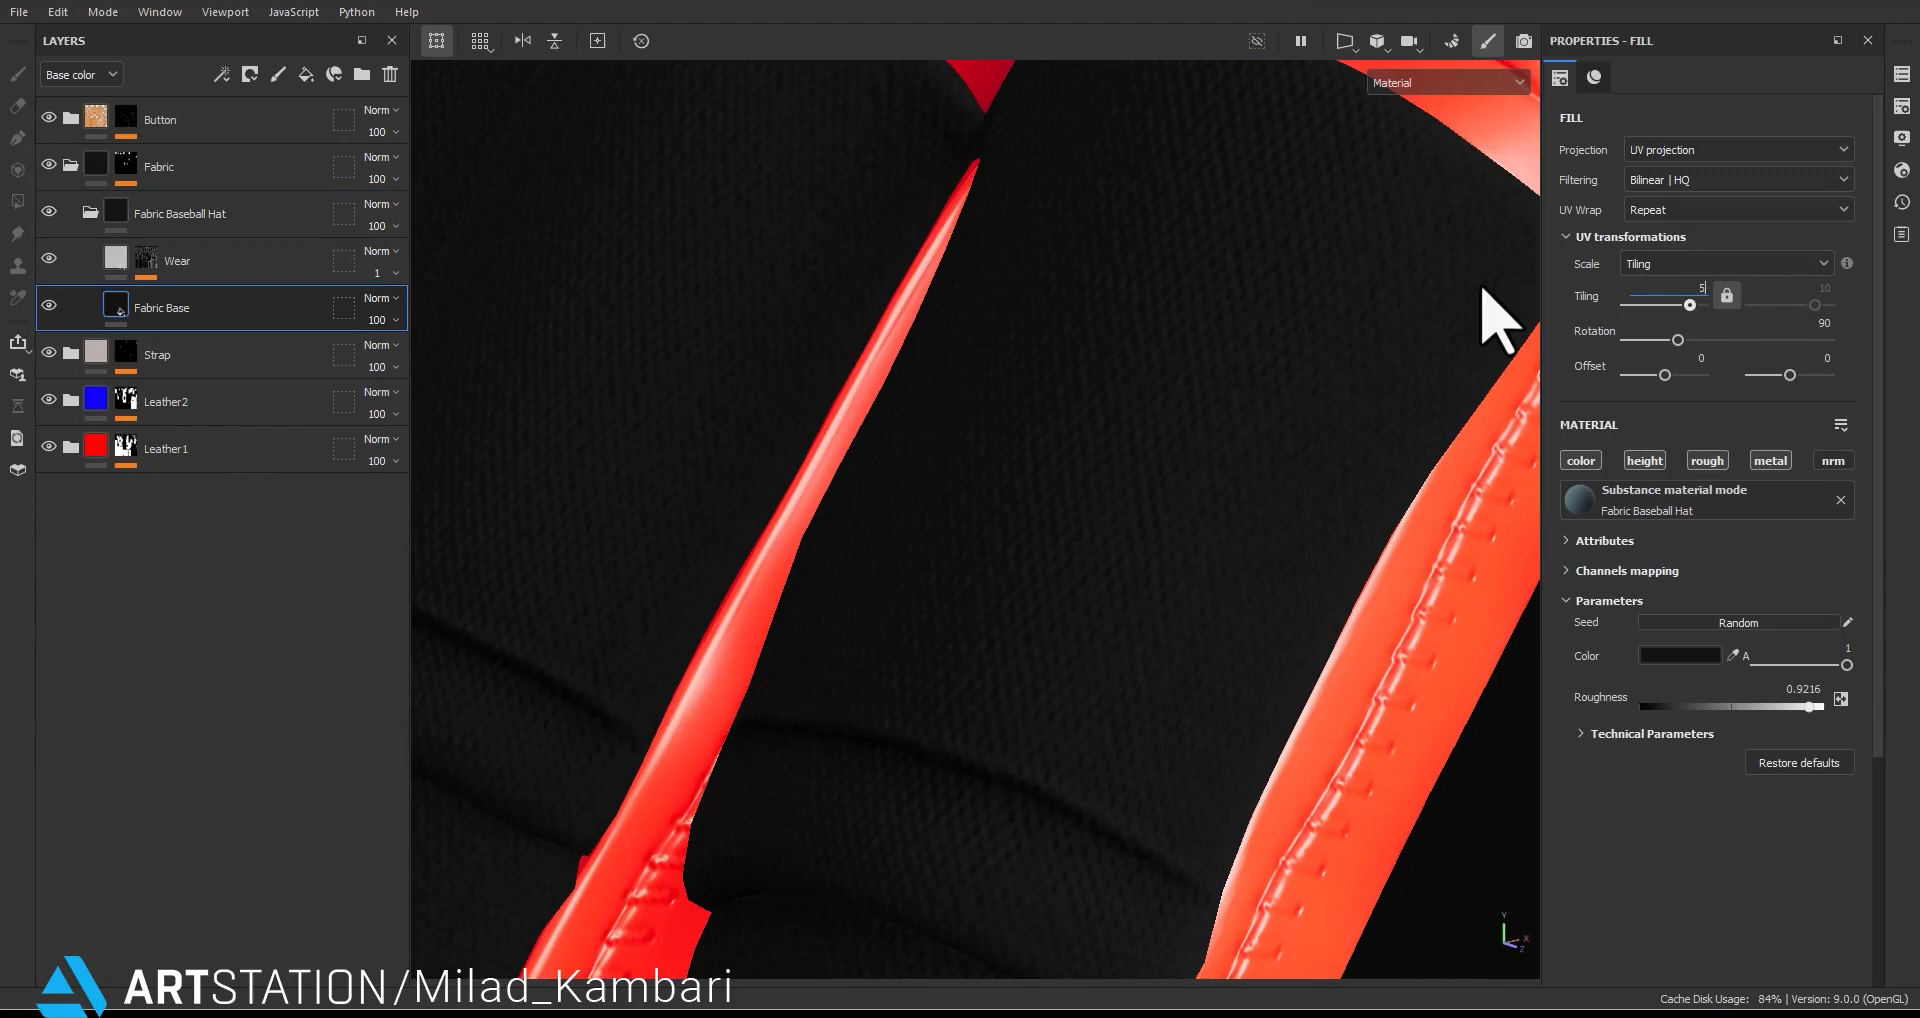 File Edit Mode Window Viewport JavaScript Python Help
LAYERS
Base color
Button Norm 100
Fabric Norm 100
Fabric Baseball Hat Norm 100
Wear Norm 1
Fabric Base Norm 100
Strap Norm 100
Leather2 Norm 100
Leather1 Norm 100
Material
Y
X
Z
PROPERTIES - FILL
FILL
Projection UV projection
Filtering Bilinear | HQ
UV Wrap Repeat
UV transformations
Scale Tiling
Tiling 5 10
Rotation 90
Offset 0 0
MATERIAL
color height rough metal nrm
Substance material mode
Fabric Baseball Hat
Attributes
Channels mapping
Parameters
Seed Random
Color A 1
Roughness 0.9216
Technical Parameters
Restore defaults
ARTSTATION/Milad_Kambari
Cache Disk Usage: 84% | Version: 9.0.0 (OpenGL)